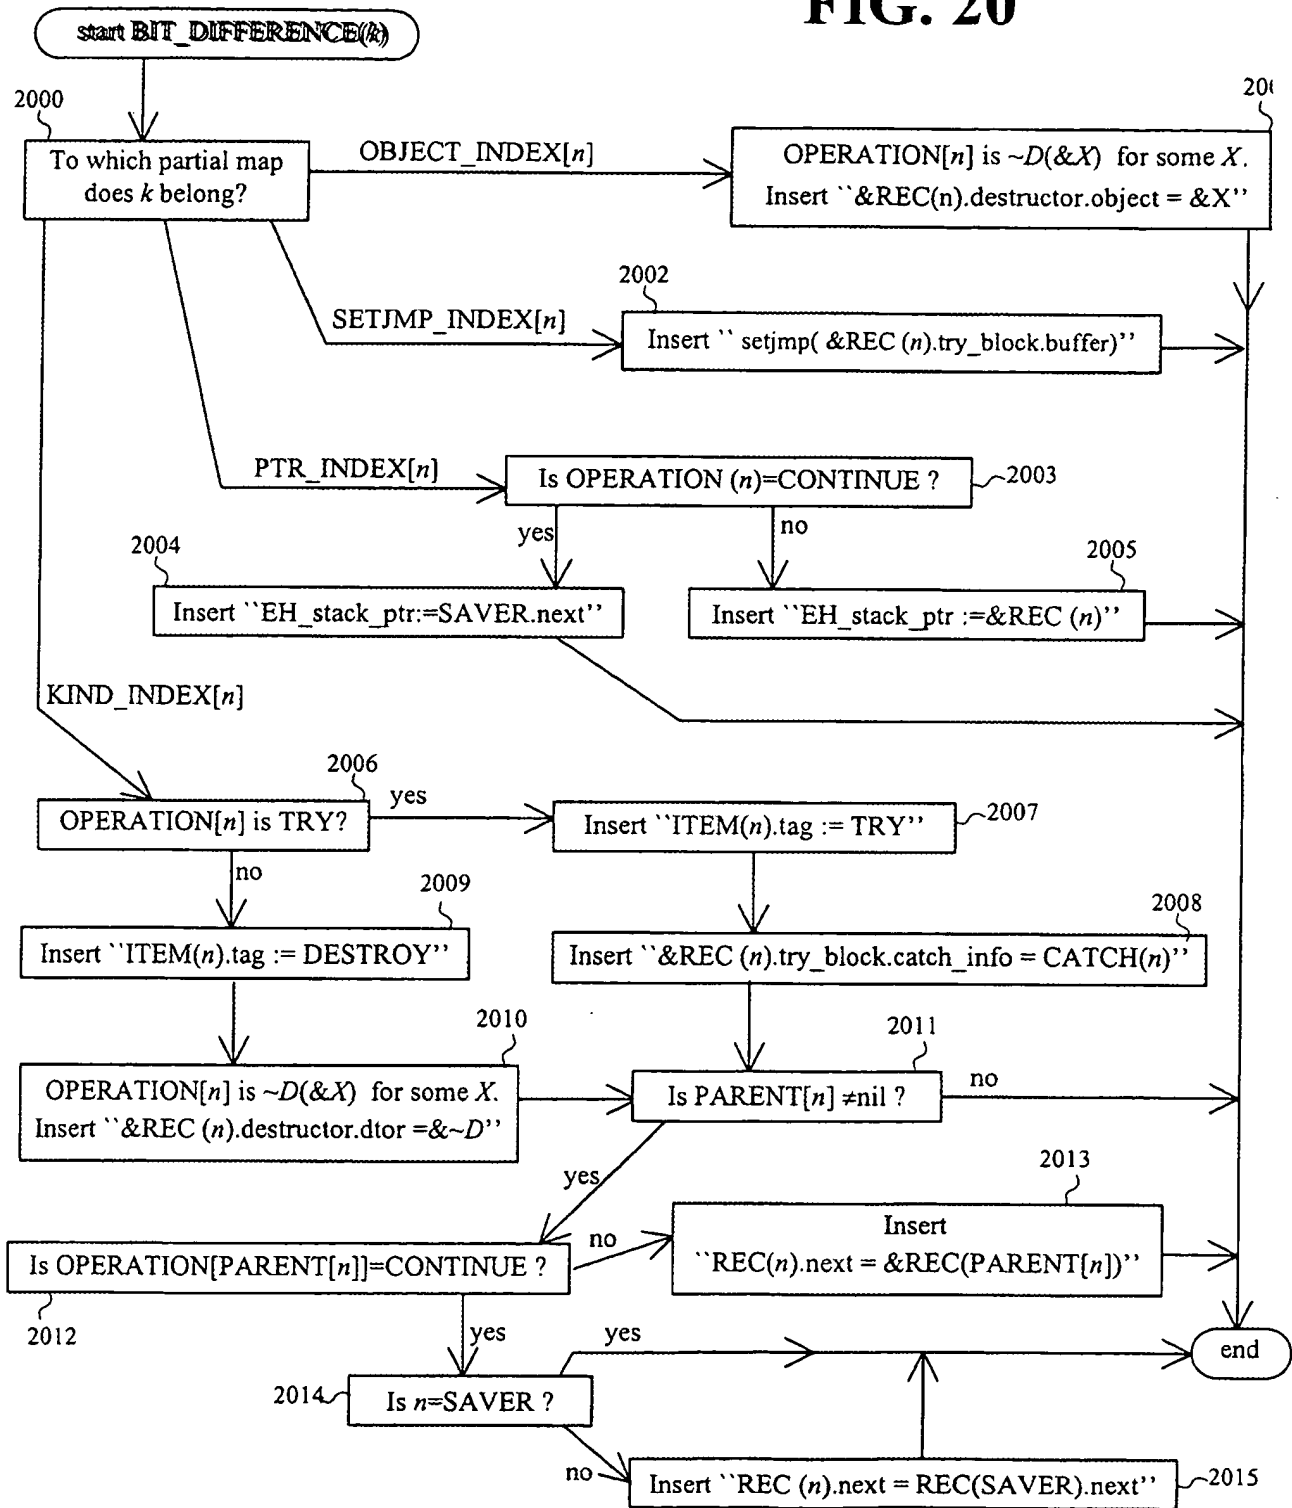 FIG. 20
start BIT_DIFFERENCE(k)
2000
To which partial map
does k belong?
OBJECT_INDEX[n]
OPERATION[n] is ~D(&X) for some X.
Insert ``&REC(n).destructor.object = &X''
2002
SETJMP_INDEX[n]
Insert `` setjmp( &REC (n).try_block.buffer)''
PTR_INDEX[n]
Is OPERATION (n)=CONTINUE ?
2003
yes
no
2004
2005
Insert ``EH_stack_ptr:=SAVER.next''
Insert ``EH_stack_ptr :=&REC (n)''
KIND_INDEX[n]
2006
OPERATION[n] is TRY?
yes
Insert ``ITEM(n).tag := TRY''
2007
no
2009
2008
Insert ``ITEM(n).tag := DESTROY''
Insert ``&REC (n).try_block.catch_info = CATCH(n)''
2010
2011
OPERATION[n] is ~D(&X) for some X.
Insert ``&REC (n).destructor.dtor =&~D''
Is PARENT[n] ≠nil ?
no
yes
2013
Is OPERATION[PARENT[n]]=CONTINUE ?
no
Insert
``REC(n).next = &REC(PARENT[n])''
2012
yes
yes
end
2014
Is n=SAVER ?
no
Insert ``REC (n).next = REC(SAVER).next''
2015